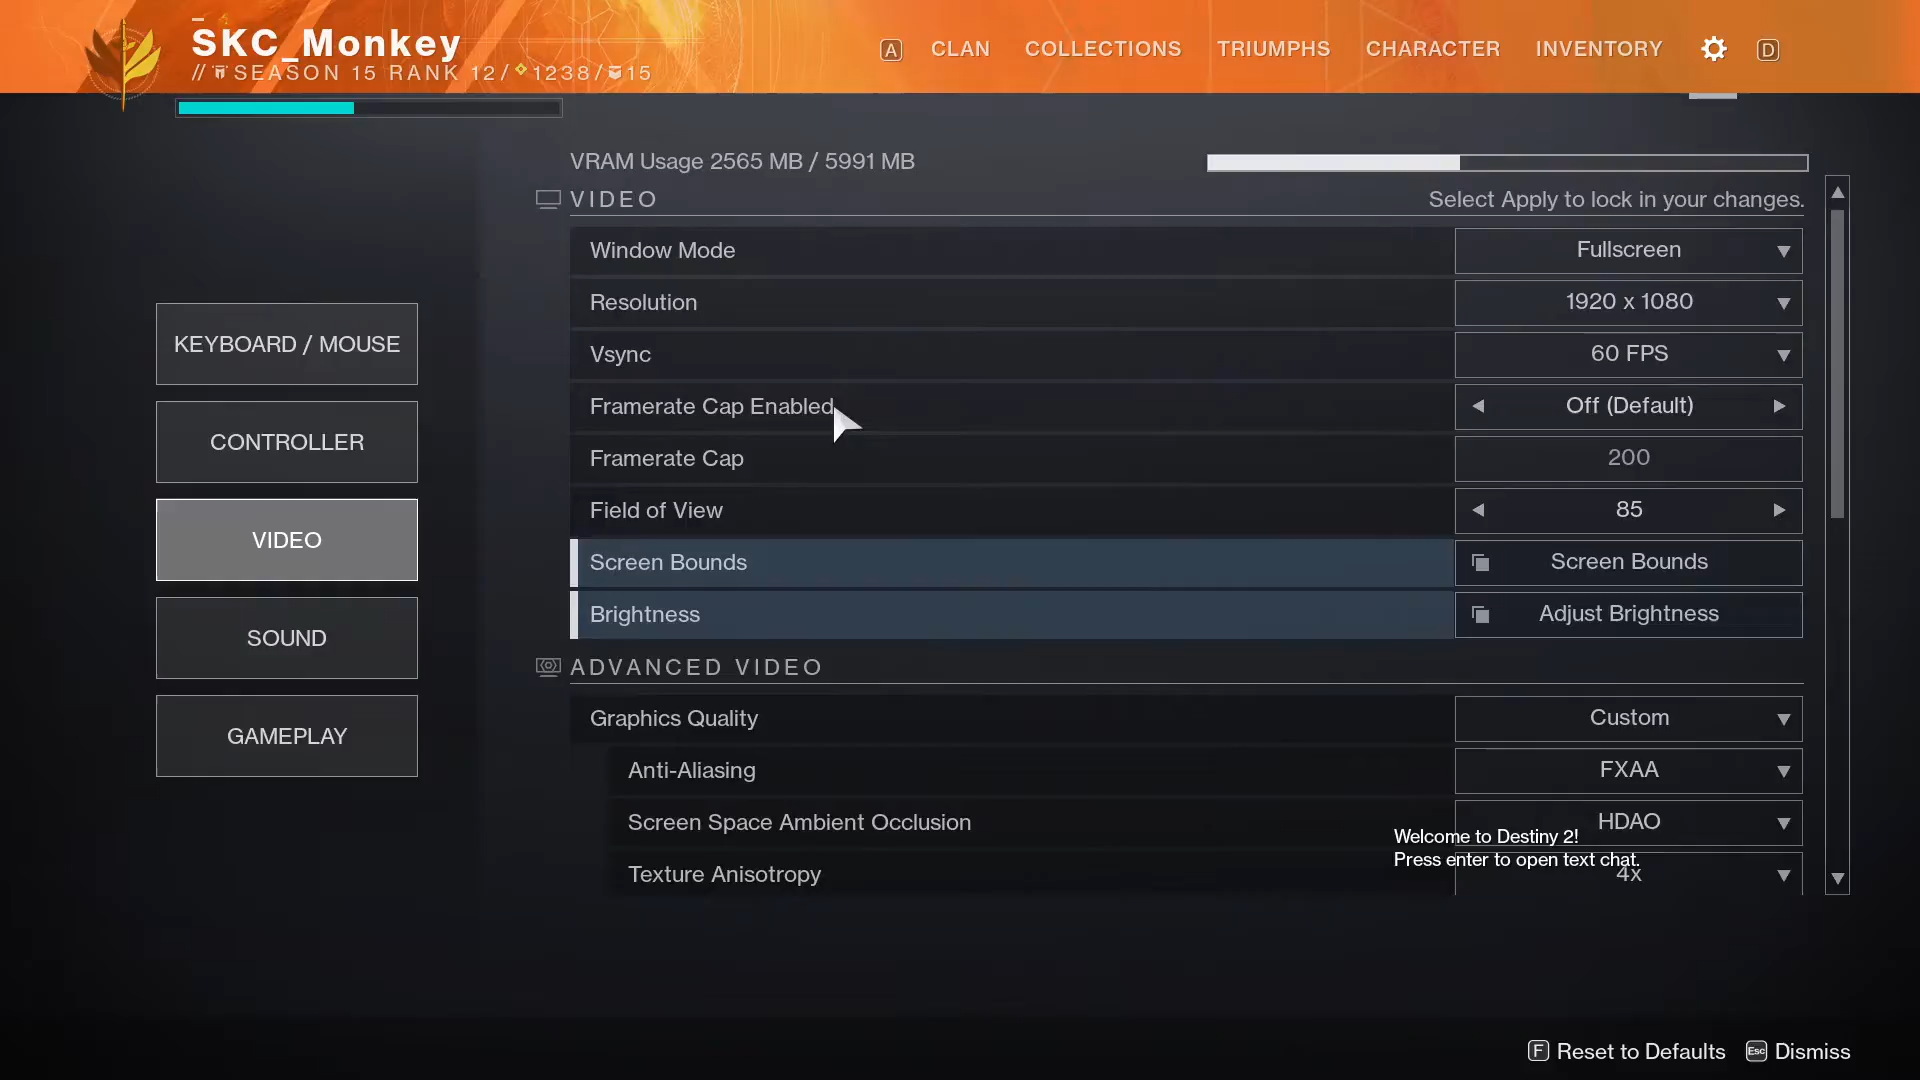 SKC_Monkey
// SEASON 15 RANK 12/ 1238/ 15
A CLAN COLLECTIONS TRIUMPHS CHARACTER INVENTORY D
VRAM Usage 2565 MB / 5991 MB
VIDEO Select Apply to lock in your changes.
Window Mode Fullscreen
Resolution 1920 x 1080
Vsync 60 FPS
Framerate Cap Enabled Off (Default)
Framerate Cap 200
Field of View 85
Screen Bounds Screen Bounds
Brightness Adjust Brightness
KEYBOARD / MOUSE
CONTROLLER
VIDEO
SOUND
GAMEPLAY
ADVANCED VIDEO
Graphics Quality Custom
Anti-Aliasing FXAA
Screen Space Ambient Occlusion HDAO
Texture Anisotropy 4x
Welcome to Destiny 2!
Press enter to open text chat.
F Reset to Defaults Esc Dismiss